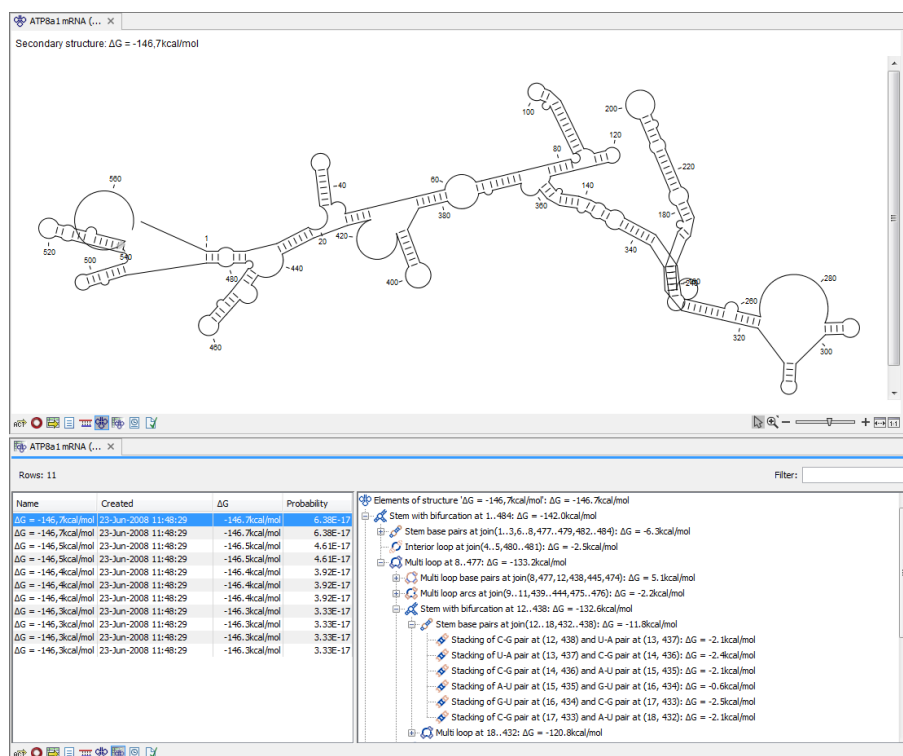 ATP8a1 mRNA (... ×
Secondary structure: ΔG = -146,7kcal/mol
100
200
120
80
560
220
40
60
140
180
1
20
380
360
420
520
540
340
500
480
440
400
240
280
260
320
300
460
1:1
ATP8a1 mRNA (... ×
Rows: 11
Filter:
Name Created ΔG Probability
ΔG = -146,7kcal/mol 23-Jun-2008 11:48:29 -146.7kcal/mol 6.38E-17
ΔG = -146,7kcal/mol 23-Jun-2008 11:48:29 -146.7kcal/mol 6.38E-17
ΔG = -146,5kcal/mol 23-Jun-2008 11:48:29 -146.5kcal/mol 4.61E-17
ΔG = -146,5kcal/mol 23-Jun-2008 11:48:29 -146.5kcal/mol 4.61E-17
ΔG = -146,4kcal/mol 23-Jun-2008 11:48:29 -146.4kcal/mol 3.92E-17
ΔG = -146,4kcal/mol 23-Jun-2008 11:48:29 -146.4kcal/mol 3.92E-17
ΔG = -146,4kcal/mol 23-Jun-2008 11:48:29 -146.4kcal/mol 3.92E-17
ΔG = -146,3kcal/mol 23-Jun-2008 11:48:29 -146.3kcal/mol 3.33E-17
ΔG = -146,3kcal/mol 23-Jun-2008 11:48:29 -146.3kcal/mol 3.33E-17
ΔG = -146,3kcal/mol 23-Jun-2008 11:48:29 -146.3kcal/mol 3.33E-17
ΔG = -146,3kcal/mol 23-Jun-2008 11:48:29 -146.3kcal/mol 3.33E-17
Elements of structure 'ΔG = -146,7kcal/mol': ΔG = -146.7kcal/mol
Stem with bifurcation at 1..484: ΔG = -142.0kcal/mol
Stem base pairs at join(1..3,6..8,477..479,482..484): ΔG = -6.3kcal/mol
Interior loop at join(4..5,480..481): ΔG = -2.5kcal/mol
Multi loop at 8..477: ΔG = -133.2kcal/mol
Multi loop base pairs at join(8,477,12,438,445,474): ΔG = 5.1kcal/mol
Multi loop arcs at join(9..11,439..444,475..476): ΔG = -2.2kcal/mol
Stem with bifurcation at 12..438: ΔG = -132.6kcal/mol
Stem base pairs at join(12..18,432..438): ΔG = -11.8kcal/mol
Stacking of C-G pair at (12, 438) and U-A pair at (13, 437): ΔG = -2.1kcal/mol
Stacking of U-A pair at (13, 437) and C-G pair at (14, 436): ΔG = -2.4kcal/mol
Stacking of C-G pair at (14, 436) and A-U pair at (15, 435): ΔG = -2.1kcal/mol
Stacking of A-U pair at (15, 435) and G-U pair at (16, 434): ΔG = -0.6kcal/mol
Stacking of G-U pair at (16, 434) and C-G pair at (17, 433): ΔG = -2.5kcal/mol
Stacking of C-G pair at (17, 433) and A-U pair at (18, 432): ΔG = -2.1kcal/mol
Multi loop at 18..432: ΔG = -120.8kcal/mol